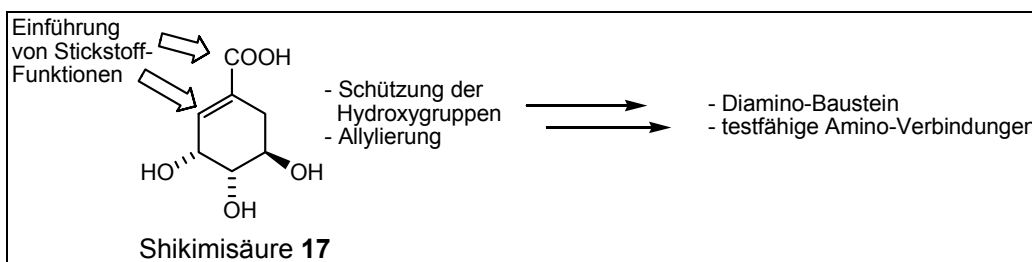 Einführung
von Stickstoff-
Funktionen
COOH
HO
OH
OH
- Schützung der
Hydroxygruppen
- Allylierung
- Diamino-Baustein
- testfähige Amino-Verbindungen
Shikimisäure 17